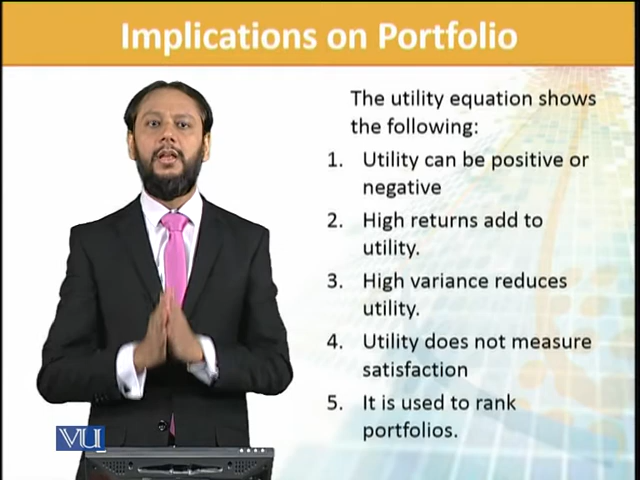 Implications on Portfolio
The utility equation shows
the following:
1. Utility can be positive or
negative
2. High returns add to
utility.
3. High variance reduces
utility.
4. Utility does not measure
satisfaction
5. It is used to rank
portfolios.
VU